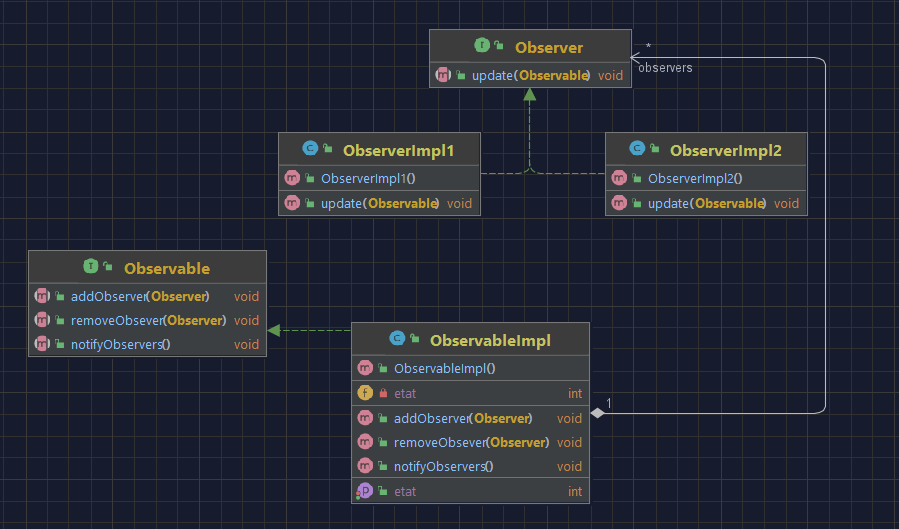 Observer
update(Observable) void
*
observers
ObserverImpl1
ObserverImpl1()
update(Observable) void
ObserverImpl2
ObserverImpl2()
update(Observable) void
Observable
addObserver(Observer) void
removeObsever(Observer) void
notifyObservers() void
ObservableImpl
ObservableImpl()
etat int
addObserver(Observer) void
removeObsever(Observer) void
notifyObservers() void
etat int
1